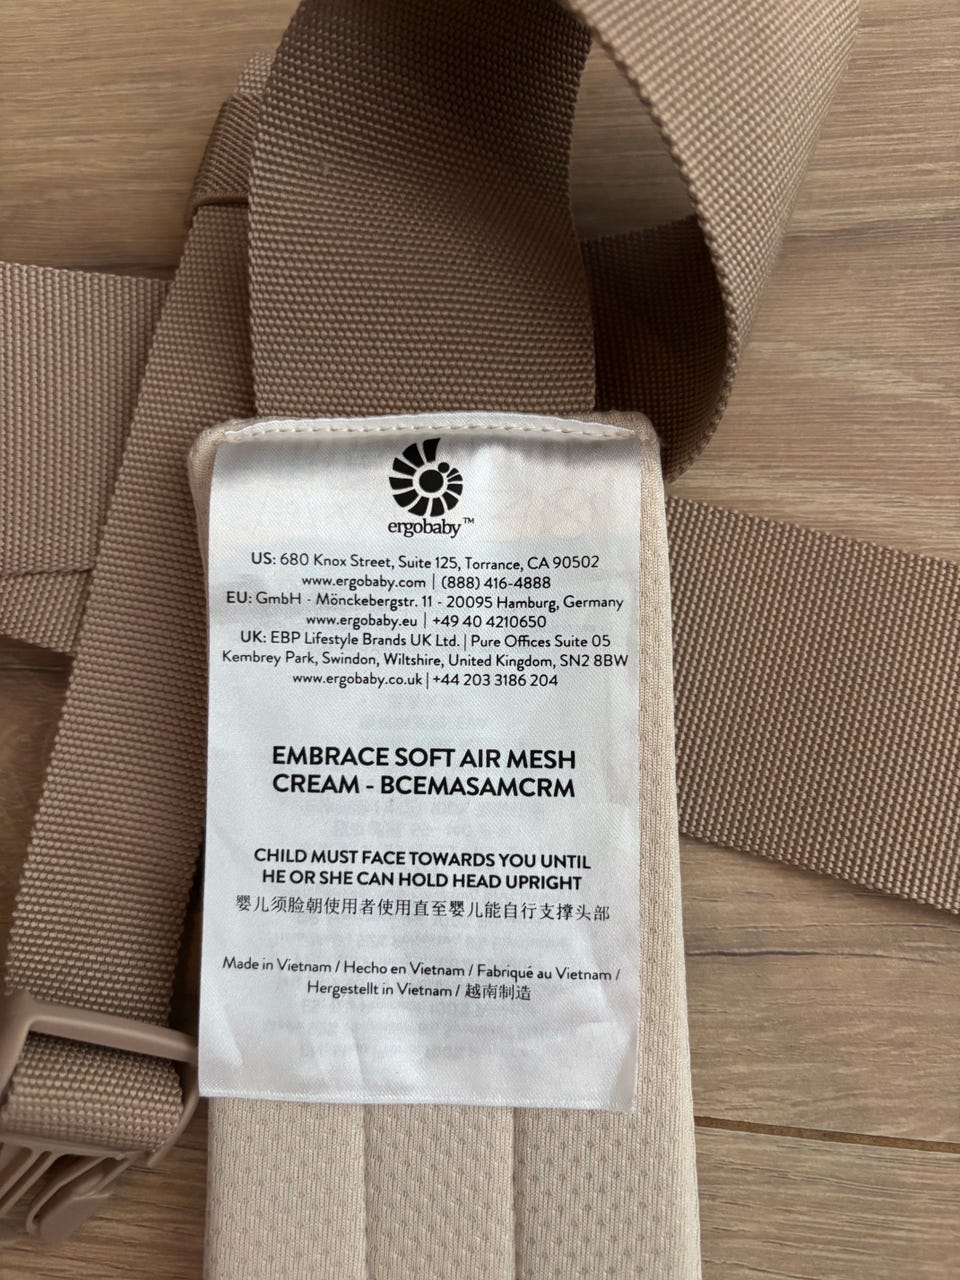 ergobaby™
US: 680 Knox Street, Suite 125, Torrance, CA 90502
www.ergobaby.com | (888) 416-4888
EU: GmbH - Mönckebergstr. 11 - 20095 Hamburg, Germany
www.ergobaby.eu | +49 40 4210650
UK: EBP Lifestyle Brands UK Ltd. | Pure Offices Suite 05
Kembrey Park, Swindon, Wiltshire, United Kingdom, SN2 8BW
www.ergobaby.co.uk | +44 203 3186 204
EMBRACE SOFT AIR MESH
CREAM - BCEMASAMCRM
CHILD MUST FACE TOWARDS YOU UNTIL
HE OR SHE CAN HOLD HEAD UPRIGHT
婴儿须脸朝使用者使用直至婴儿能自行支撑头部
Made in Vietnam / Hecho en Vietnam / Fabriqué au Vietnam /
Hergestellt in Vietnam / 越南制造